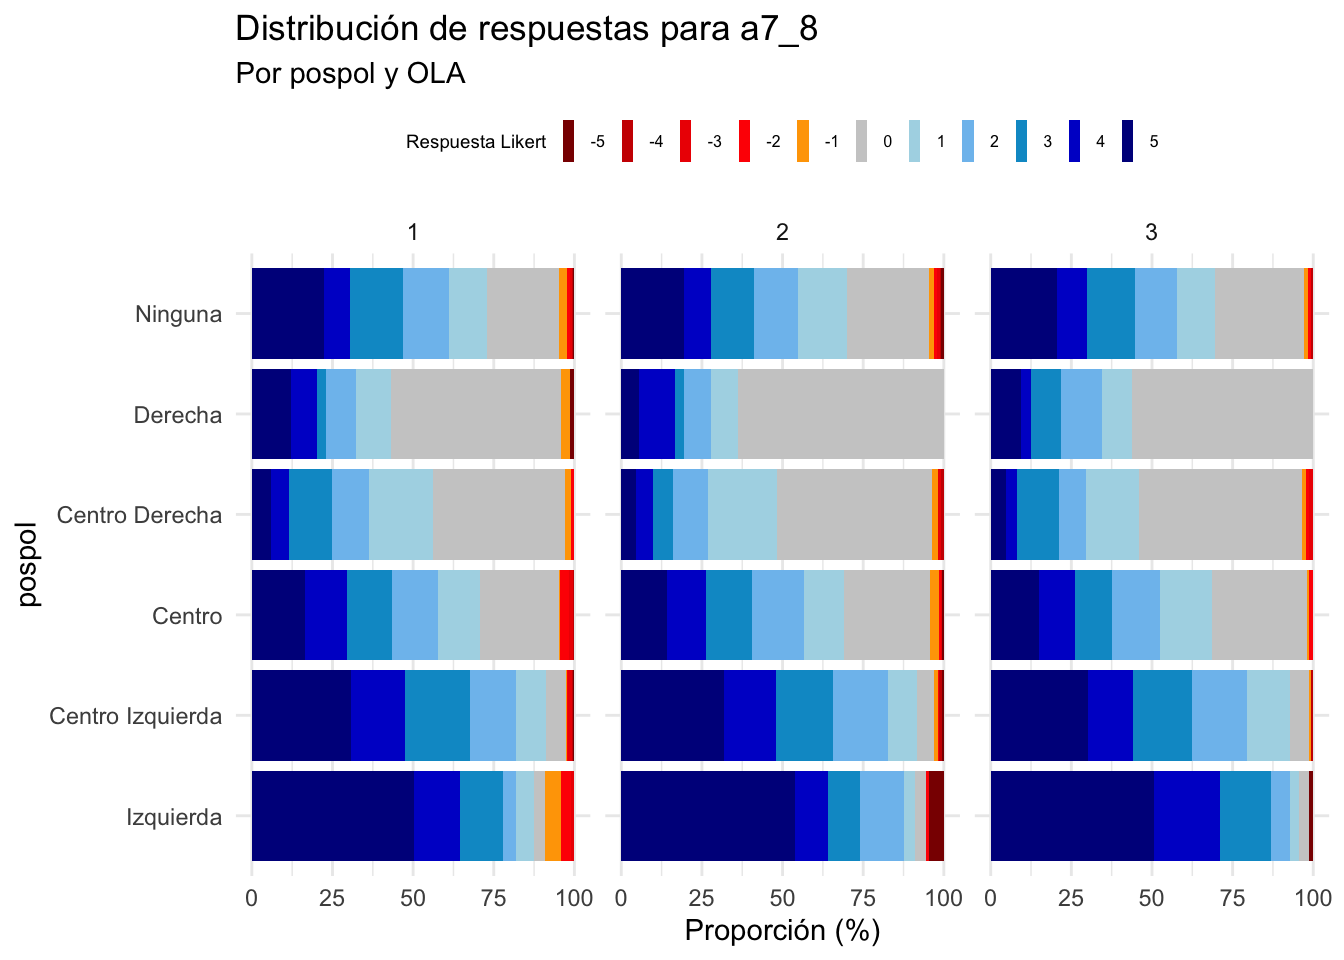 Distribución de respuestas para a7_8
Por pospol y OLA
Respuesta Likert -5 -4 -3 -2 -1 0 1 2 3 4 5
1 2 3
Ninguna
Derecha
Centro Derecha
Centro
Centro Izquierda
Izquierda
pospol
0 25 50 75 100 0 25 50 75 100 0 25 50 75 100
Proporción (%)